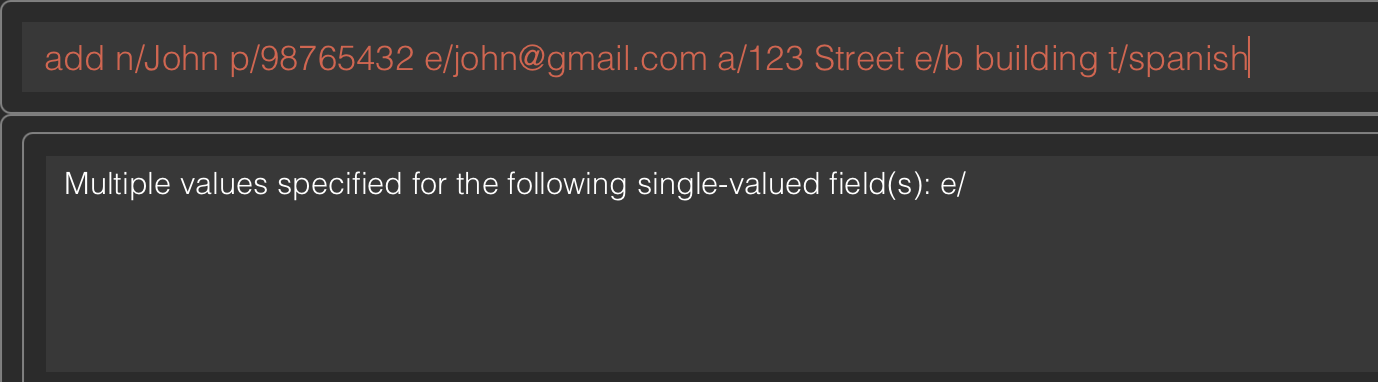 add n/John p/98765432 e/john@gmail.com a/123 Street e/b building t/spanish
Multiple values specified for the following single-valued field(s): e/